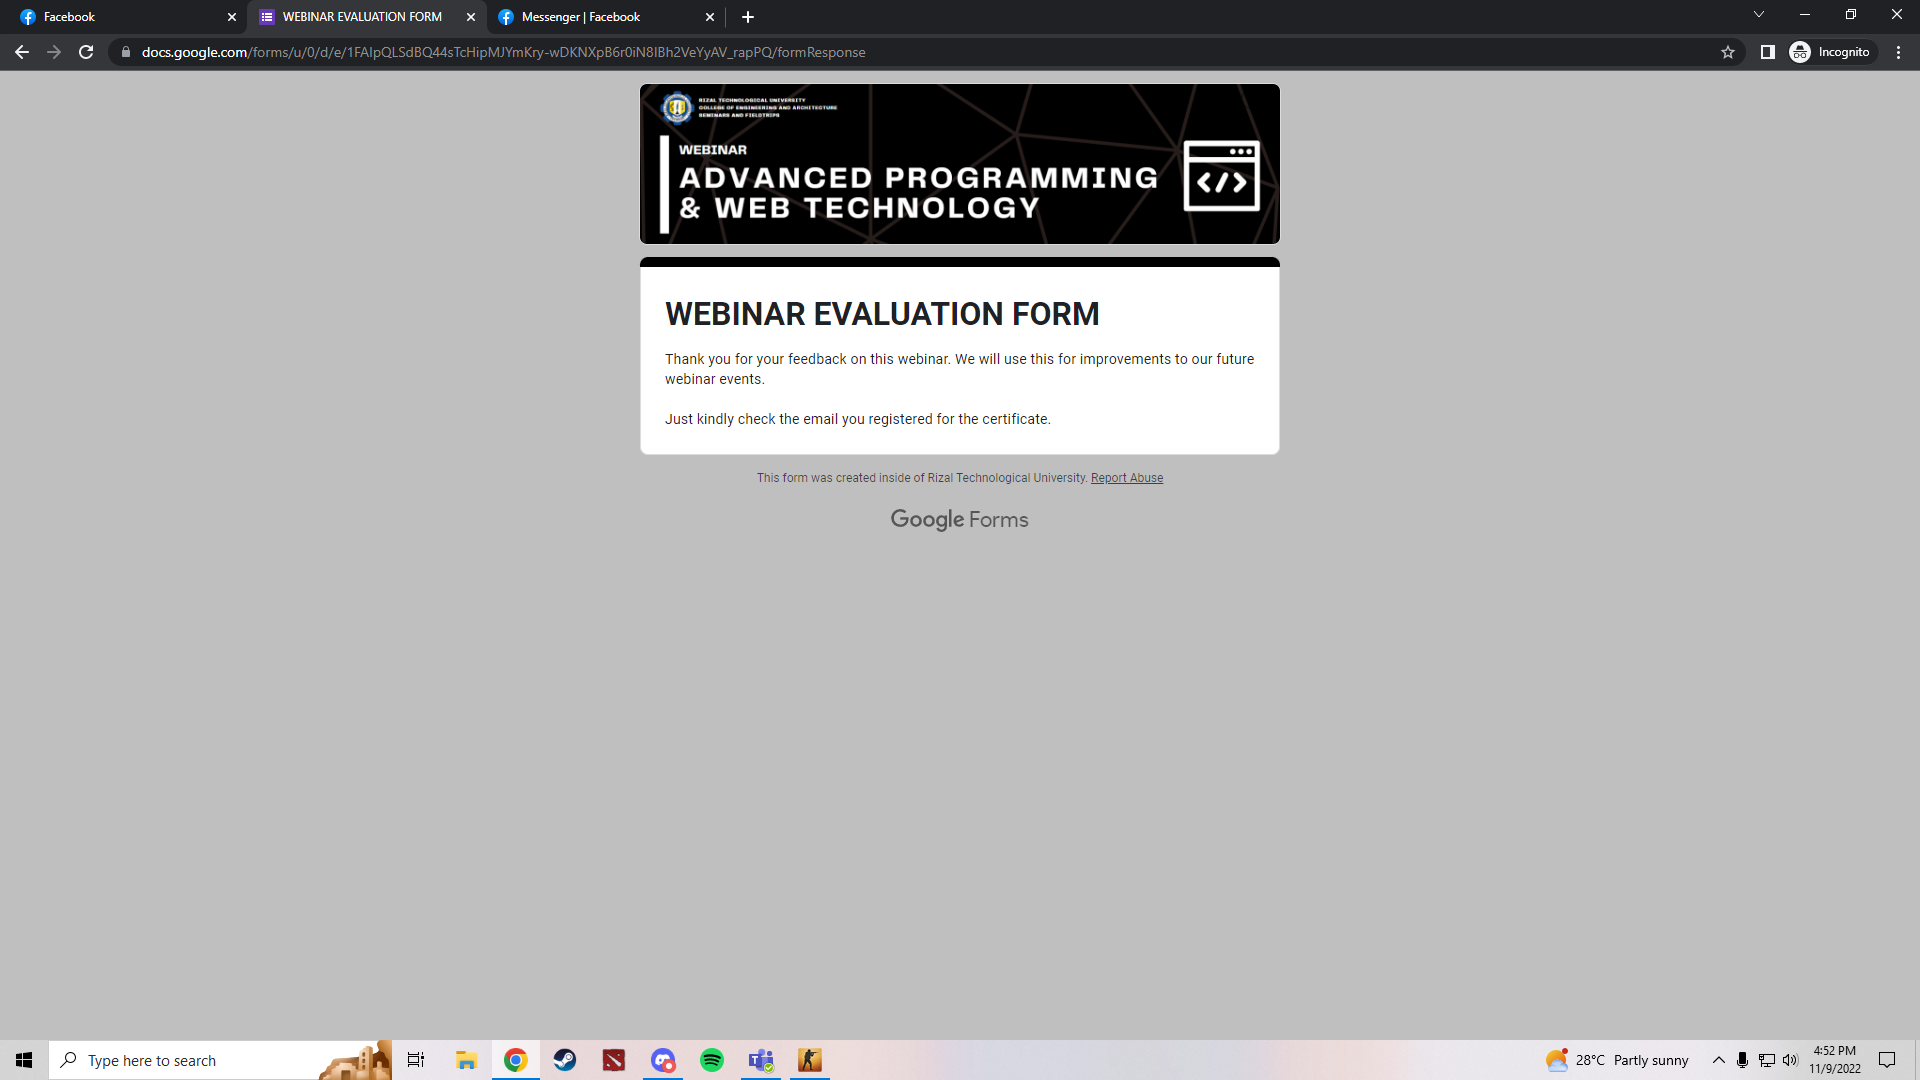 Facebook
WEBINAR EVALUATION FORM
Messenger | Facebook
docs.google.com/forms/u/0/d/e/1FAIpQLSdBQ44sTcHipMJYmKry-wDKNXpB6r0iN8IBh2VeYyAV_rapPQ/formResponse
Incognito
RIZAL TECHNOLOGICAL UNIVERSITY
COLLEGE OF ENGINEERING AND ARCHITECTURE
SEMINARS AND FIELDTRIPS
WEBINAR
ADVANCED PROGRAMMING
& WEB TECHNOLOGY
</>
WEBINAR EVALUATION FORM
Thank you for your feedback on this webinar. We will use this for improvements to our future
webinar events.
Just kindly check the email you registered for the certificate.
This form was created inside of Rizal Technological University. Report Abuse
Google Forms
Type here to search
28°C Partly sunny
4:52 PM
11/9/2022